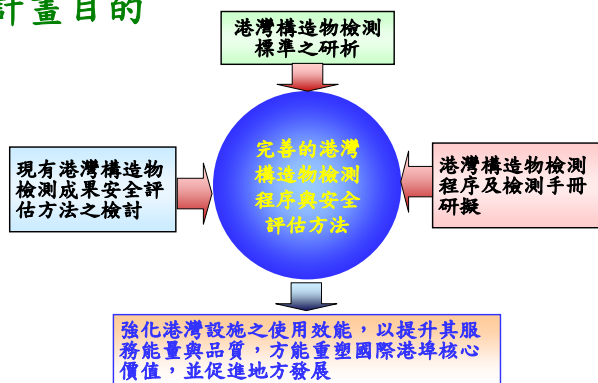 計畫目的
港灣構造物檢測
標準之研析
現有港灣構造物
檢測成果安全評
估方法之檢討
完善的港灣
構造物檢測
程序與安全
評估方法
港灣構造物檢測
程序及檢測手冊
研擬
強化港灣設施之使用效能，以提升其服
務能量與品質，方能重塑國際港埠核心
價值，並促進地方發展